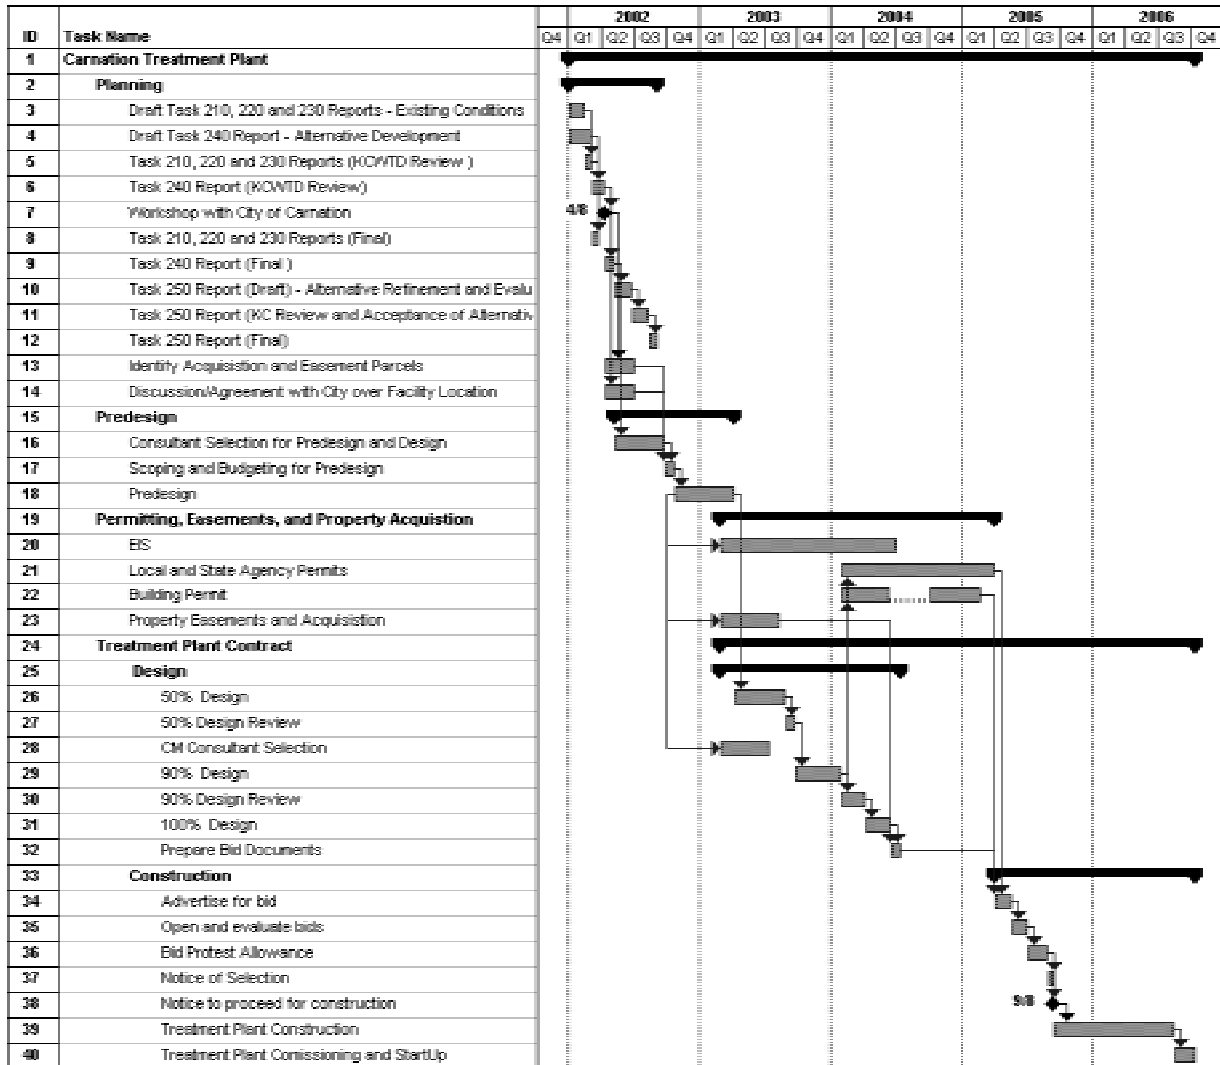 2002 2003 2004 2005 2006
ID Task Name Q4 Q1 Q2 Q3 Q4 Q1 Q2 Q3 Q4 Q1 Q2 Q3 Q4 Q1 Q2 Q3 Q4 Q1 Q2 Q3 Q4
1 Carnation Treatment Plant
2 Planning
3 Draft Task 210, 220 and 230 Reports - Existing Conditions
4 Draft Task 240 Report - Alternative Development
5 Task 210, 220 and 230 Reports (KCWTD Review )
6 Task 240 Report (KCWTD Review)
7 Workshop with City of Carnation 4/8
8 Task 210, 220 and 230 Reports (Final)
9 Task 240 Report (Final )
10 Task 250 Report (Draft) - Alternative Refinement and Evalu
11 Task 250 Report (KC Review and Acceptance of Alternativ
12 Task 250 Report (Final)
13 Identify Acquisistion and Easement Parcels
14 Discussion/Agreement with City over Facility Location
15 Predesign
16 Consultant Selection for Predesign and Design
17 Scoping and Budgeting for Predesign
18 Predesign
19 Permitting, Easements, and Property Acquistion
20 EIS
21 Local and State Agency Permits
22 Building Permit
23 Property Easements and Acquisistion
24 Treatment Plant Contract
25 Design
26 50% Design
27 50% Design Review
28 CM Consultant Selection
29 90% Design
30 90% Design Review
31 100% Design
32 Prepare Bid Documents
33 Construction
34 Advertise for bid
35 Open and evaluate bids
36 Bid Protest Allowance
37 Notice of Selection
38 Notice to proceed for construction 9/8
39 Treatment Plant Construction
40 Treatment Plant Comissioning and StartUp